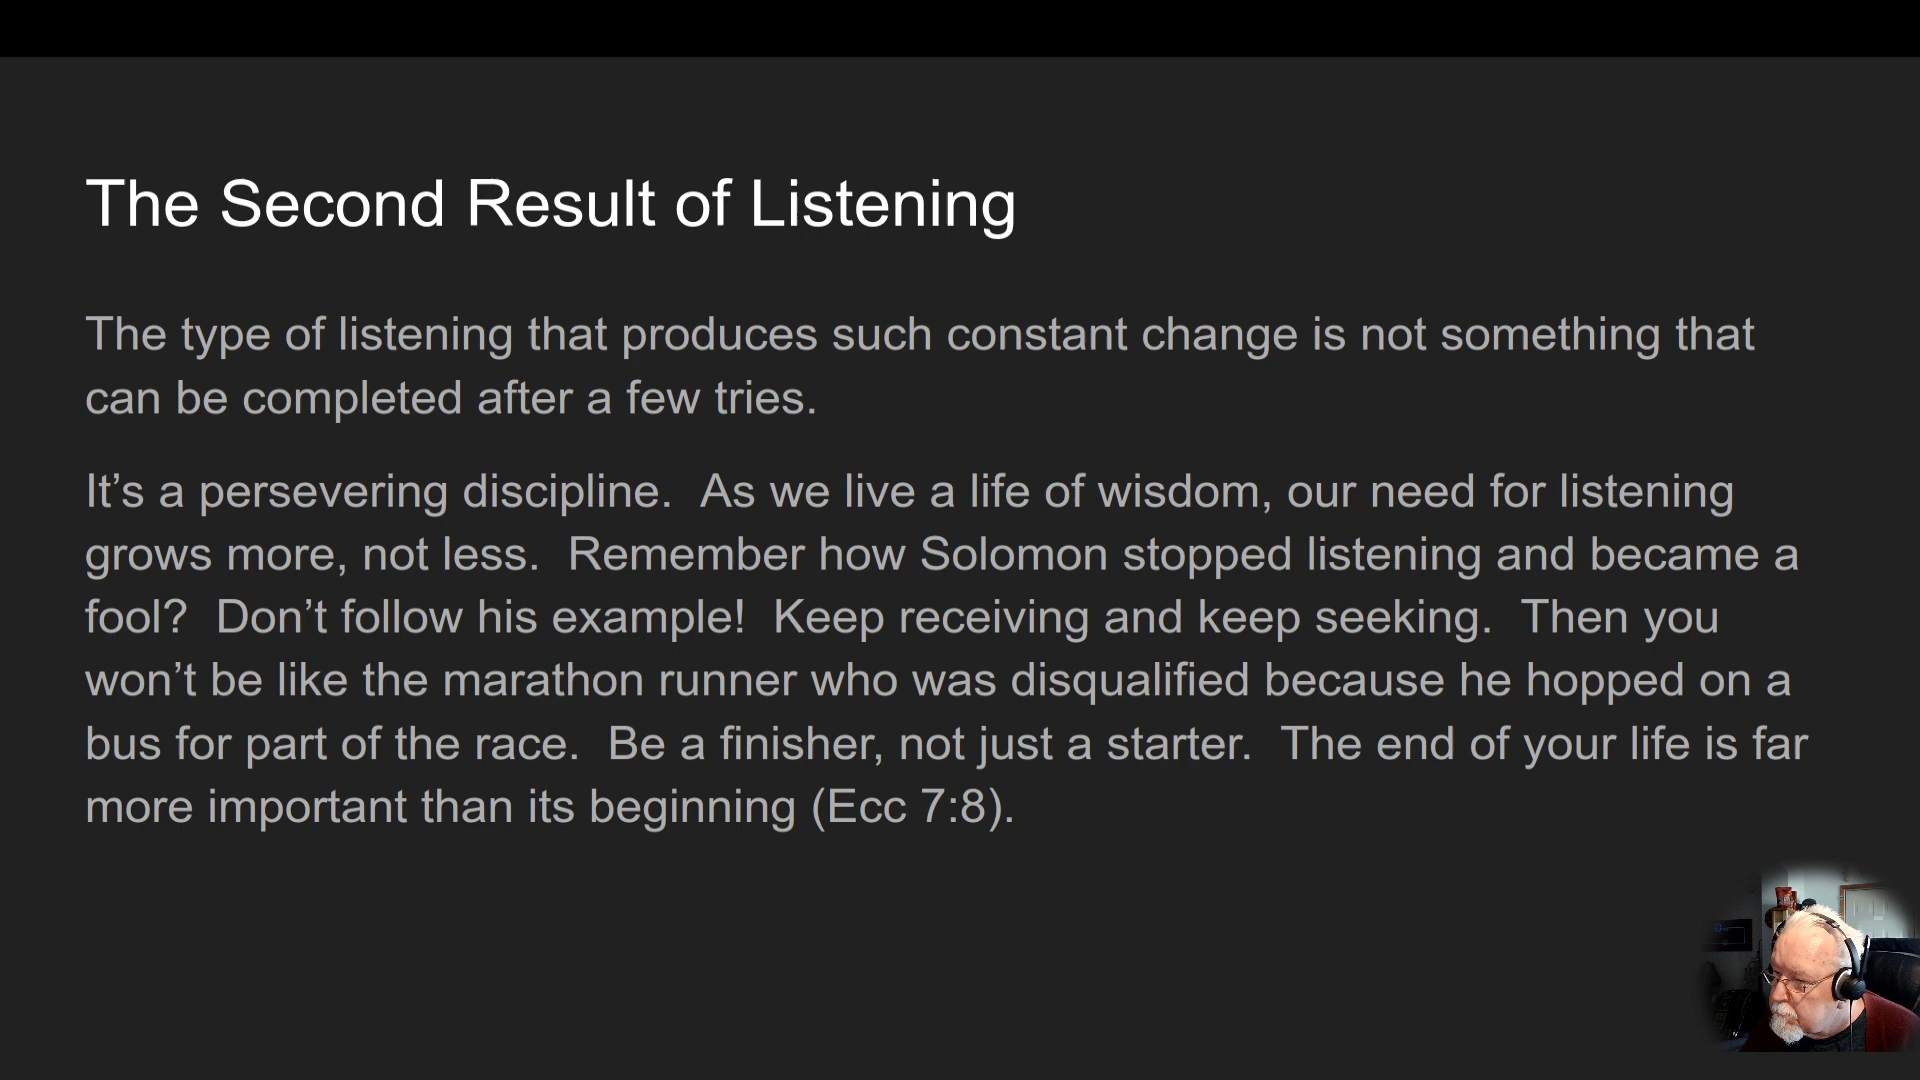 The Second Result of Listening
The type of listening that produces such constant change is not something that
can be completed after a few tries.
It’s a persevering discipline.  As we live a life of wisdom, our need for listening
grows more, not less.  Remember how Solomon stopped listening and became a
fool?  Don’t follow his example!  Keep receiving and keep seeking.  Then you
won’t be like the marathon runner who was disqualified because he hopped on a
bus for part of the race.  Be a finisher, not just a starter.  The end of your life is far
more important than its beginning (Ecc 7:8).